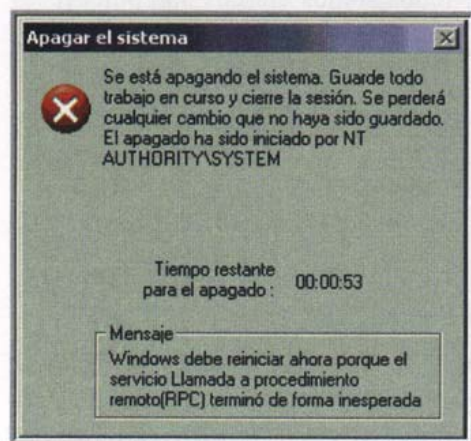 Apagar el sistema
Se está apagando el sistema. Guarde todo
trabajo en curso y cierre la sesión. Se perderá
cualquier cambio que no haya sido guardado.
El apagado ha sido iniciado por NT
AUTHORITY\SYSTEM
Tiempo restante
para el apagado : 00:00:53
Mensaje
Windows debe reiniciar ahora porque el
servicio Llamada a procedimiento
remoto(RPC) terminó de forma inesperada